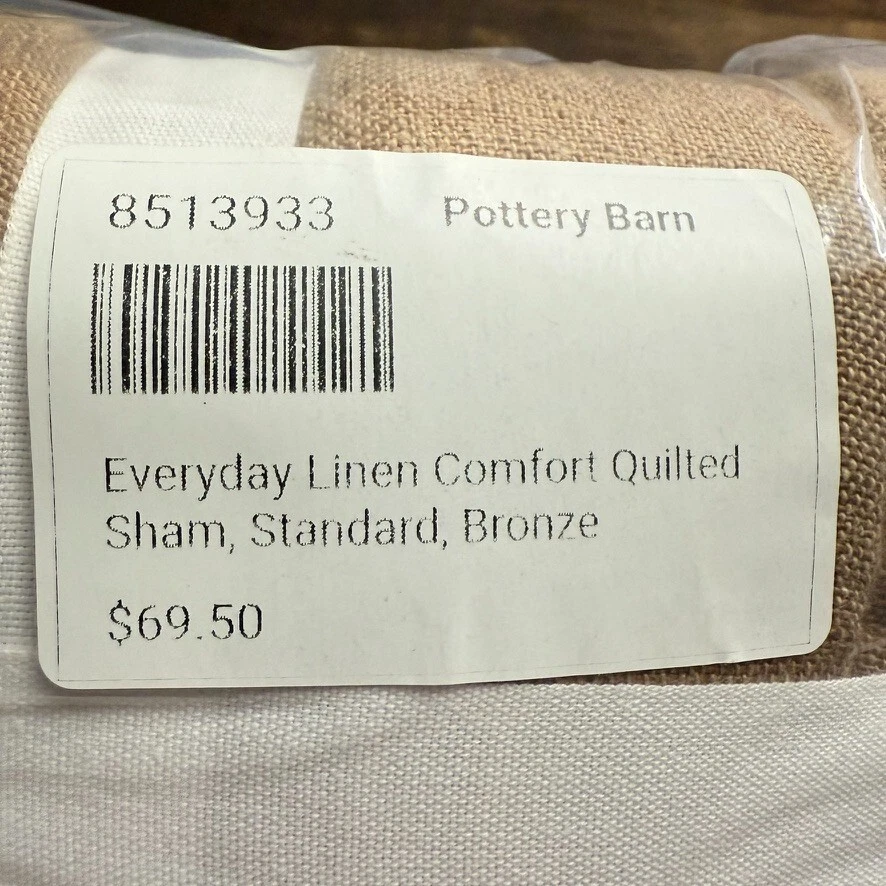 8513933 Pottery Barn
Everyday Linen Comfort Quilted
Sham, Standard, Bronze
$69.50